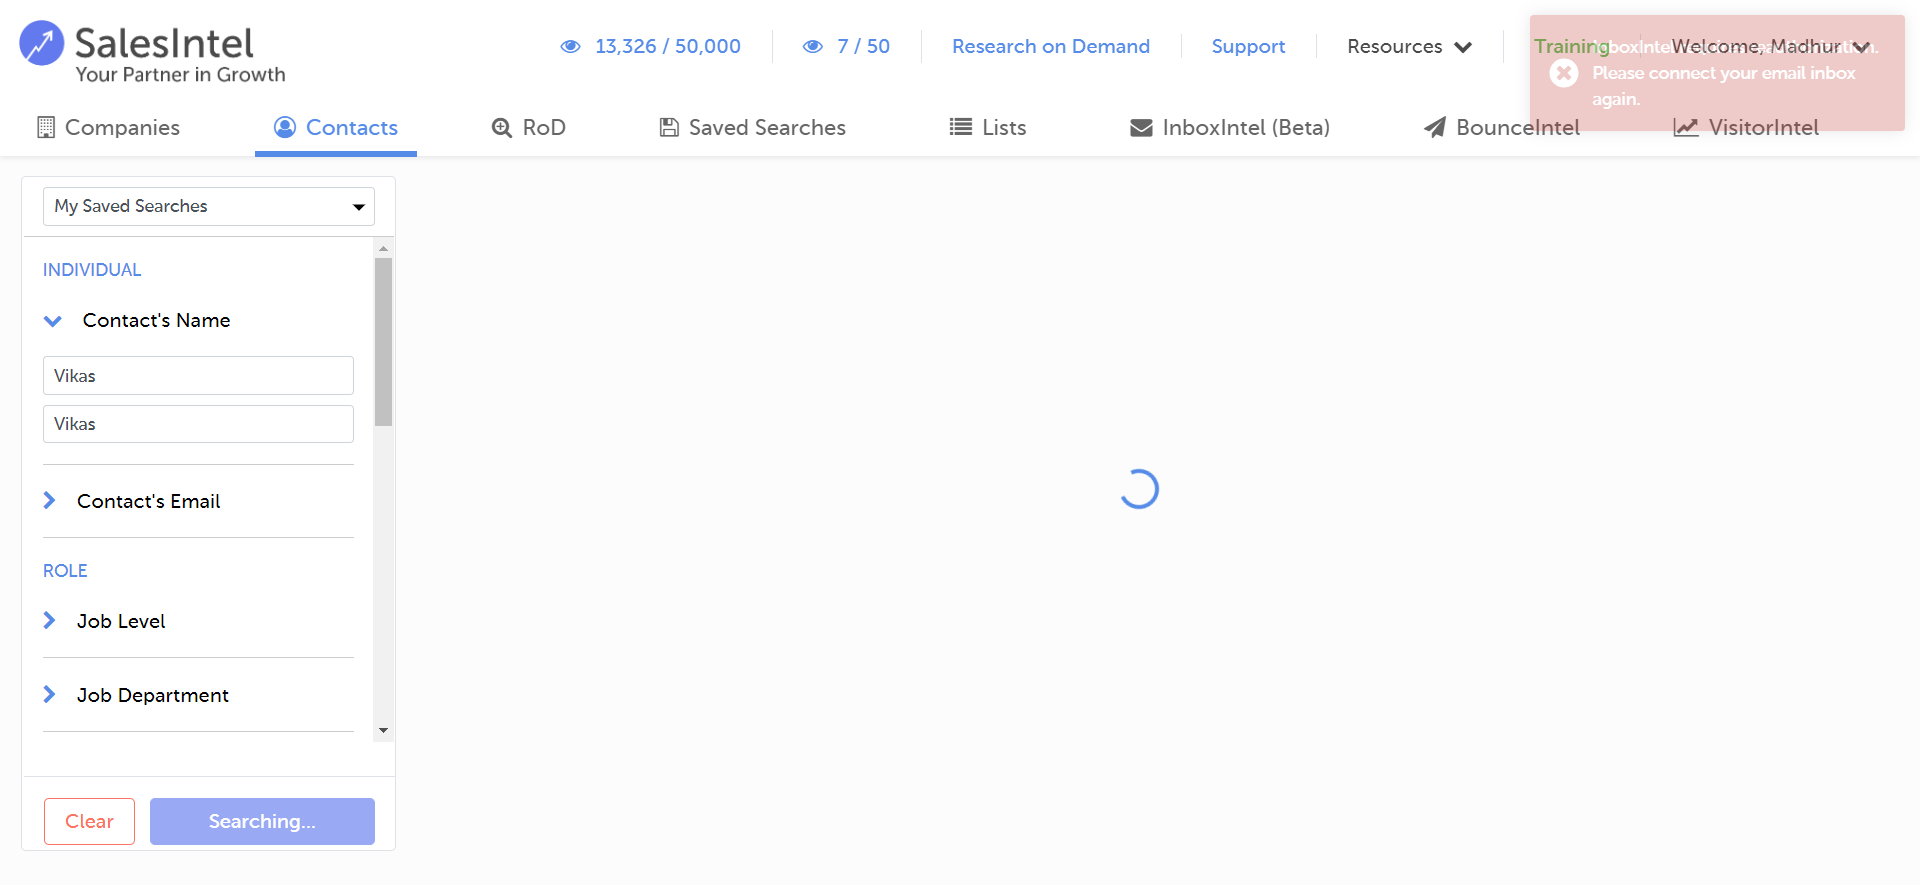 SalesIntel
Your Partner in Growth
13,326 / 50,000
7 / 50
Research on Demand
Support
Resources
Training
Welcome, Madhur
Please connect your email inbox
again.
Companies
Contacts
RoD
Saved Searches
Lists
InboxIntel (Beta)
BounceIntel
VisitorIntel
My Saved Searches
INDIVIDUAL
Contact's Name
Vikas
Vikas
Contact's Email
ROLE
Job Level
Job Department
Clear
Searching...